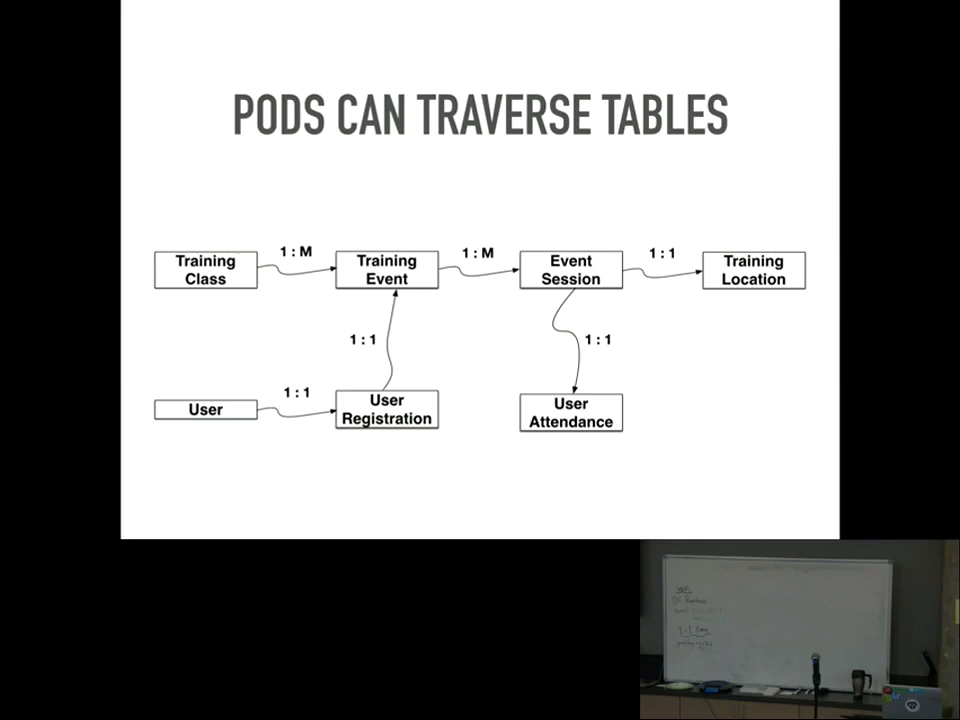 PODS CAN TRAVERSE TABLES
1 : M
1 : M
1 : 1
Training
Class
Training
Event
Event
Session
Training
Location
1 : 1
1 : 1
1 : 1
User
User
Registration
User
Attendance